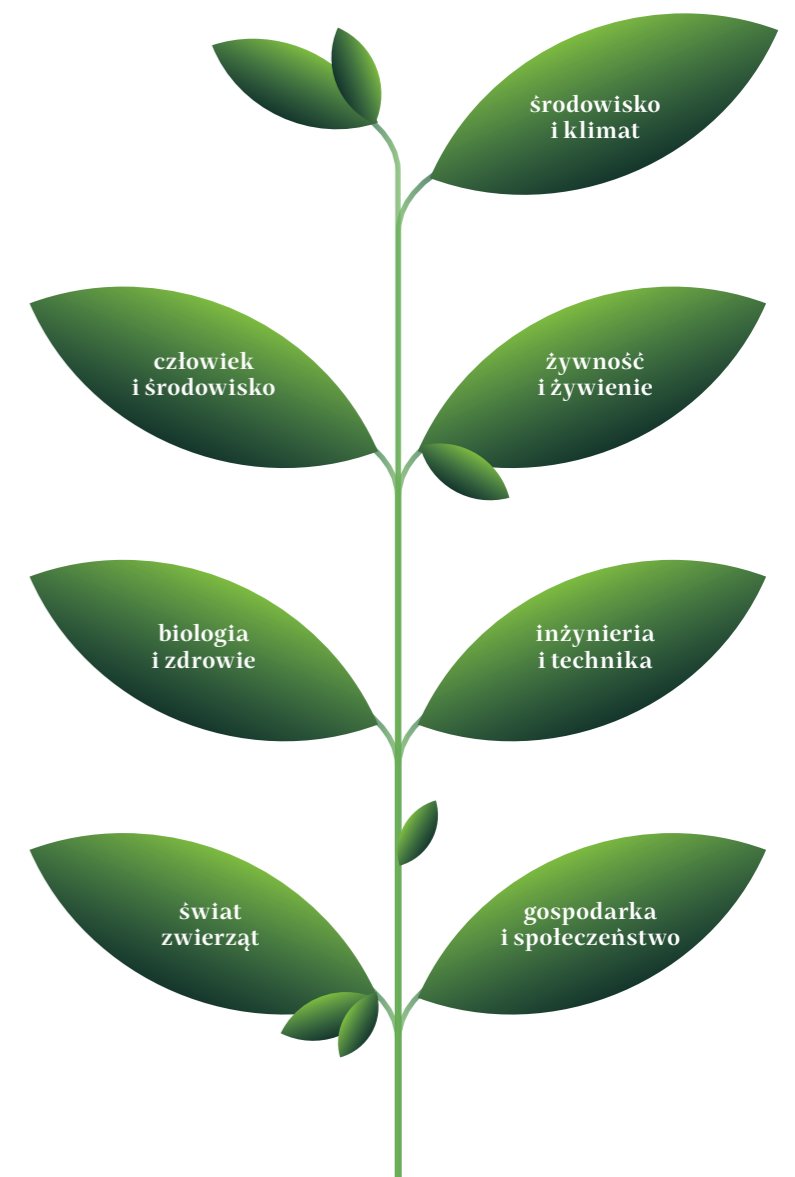 środowisko
i klimat
człowiek
i środowisko
żywność
i żywienie
biologia
i zdrowie
inżynieria
i technika
świat
zwierząt
gospodarka
i społeczeństwo